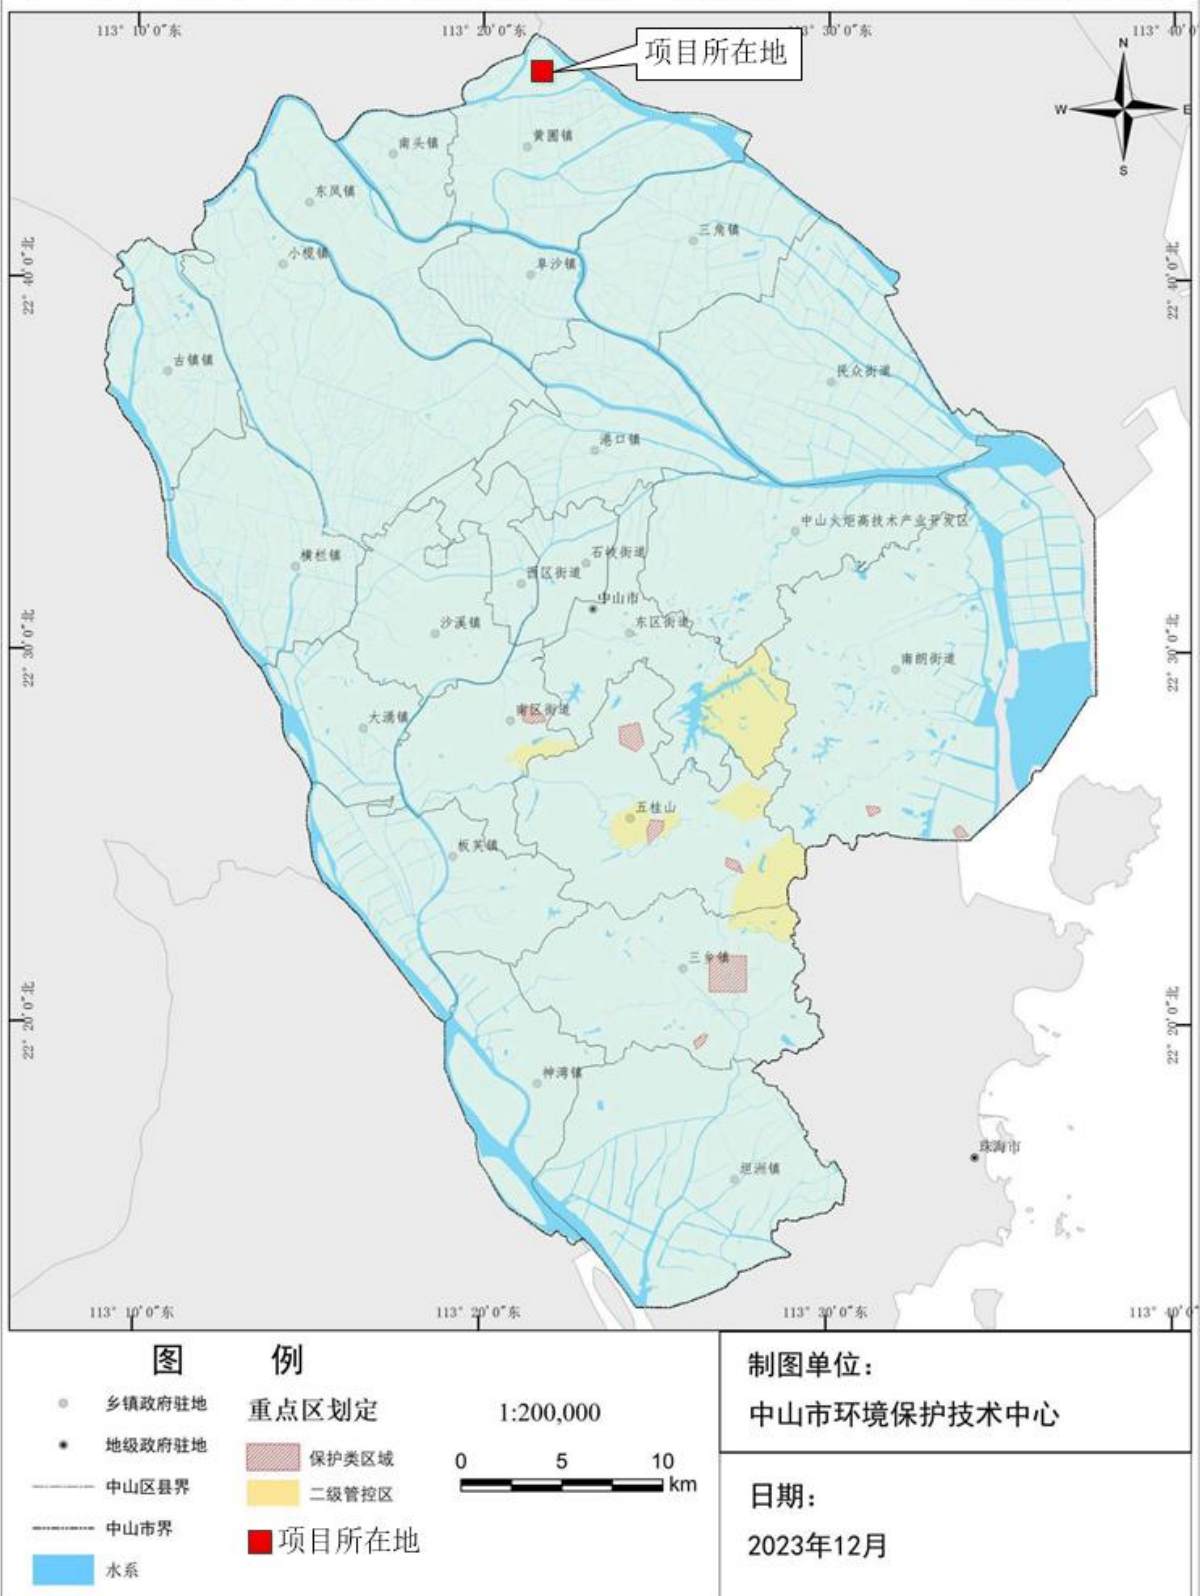 113° 10′0″东
113° 20′0″东
113° 30′0″东
113° 40′0
项目所在地
N
W
E
S
南头镇
黄圃镇
东凤镇
三角镇
小榄镇
阜沙镇
22° 40′0″北
22° 40′0″北
古镇镇
民众街道
港口镇
中山火炬高技术产业开发区
横栏镇
石岐街道
西区街道
中山市
沙溪镇
东区街道
22° 30′0″北
22° 30′0″北
南朗街道
大涌镇
南区街道
五桂山
板芙镇
三乡镇
22° 20′0″北
22° 20′0″北
神湾镇
珠海市
坦洲镇
113° 10′0″东
113° 20′0″东
113° 30′0″东
113° 40′0
图 例
乡镇政府驻地
地级政府驻地
中山区县界
中山市界
水系
重点区划定
保护类区域
二级管控区
项目所在地
1:200,000
0 5 10
km
制图单位：
中山市环境保护技术中心
日期：
2023年12月